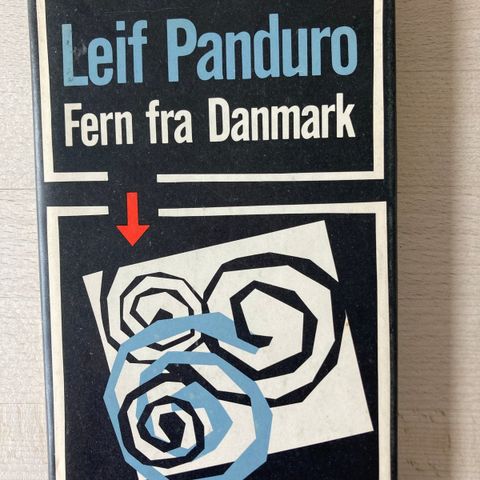 Leif Panduro
Fern fra Danmark